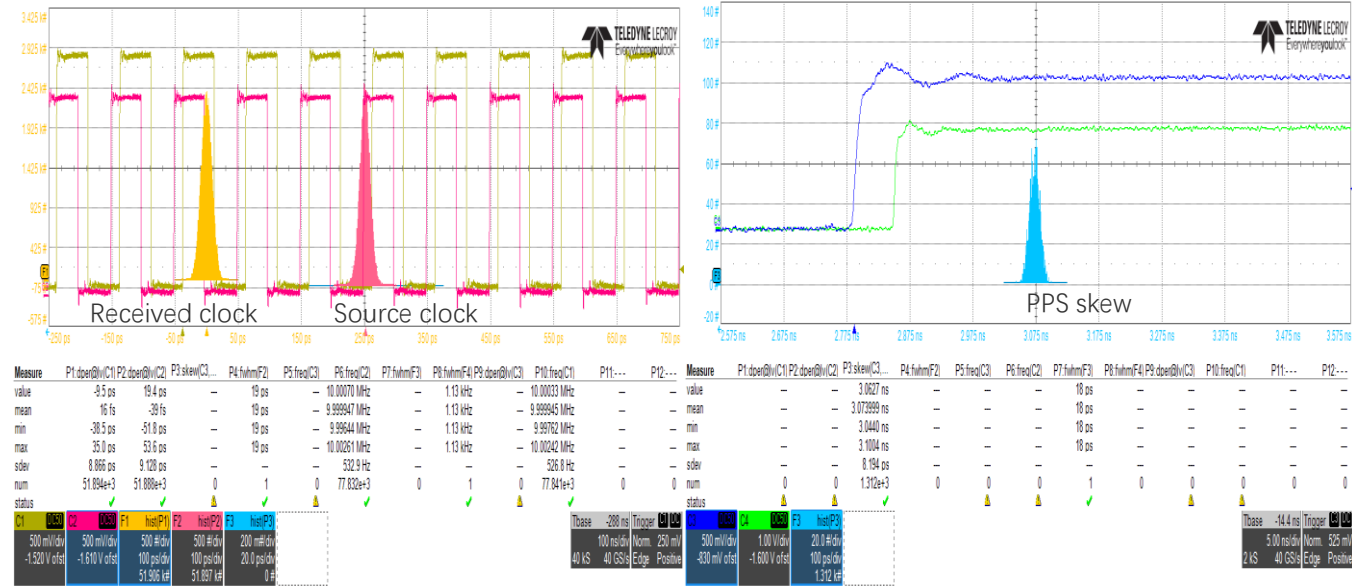 3.425 k#
2.925 k#
2.425 k#
1.925 k#
1.425 k#
925 #
425 #
-75 #
-575 #
TELEDYNE LECROY
Everywhereyoulook™
F1
Received clock
Source clock
-250 ps -150 ps -50 ps 50 ps 150 ps 250 ps 350 ps 450 ps 550 ps 650 ps 750 ps
Measure P1:dper@lv(C1) P2:dper@lv(C2) P3:skew(C3,... P4:fwhm(F2) P5:freq(C3) P6:freq(C2) P7:fwhm(F3) P8:fwhm(F4) P9:dper@lv(C3) P10:freq(C1) P11:--- P12:---
value -9.5 ps 19.4 ps --- 19 ps --- 10.00070 MHz --- 1.13 kHz --- 10.00033 MHz --- ---
mean 16 fs -39 fs --- 19 ps --- 9.999947 MHz --- 1.13 kHz --- 9.999945 MHz --- ---
min -38.5 ps -51.8 ps --- 19 ps --- 9.99644 MHz --- 1.13 kHz --- 9.99762 MHz --- ---
max 35.0 ps 53.6 ps --- 19 ps --- 10.00261 MHz --- 1.13 kHz --- 10.00242 MHz --- ---
sdev 8.866 ps 9.128 ps --- --- --- 532.9 Hz --- --- --- 526.8 Hz --- ---
num 51.894e+3 51.888e+3 0 1 0 77.832e+3 0 1 0 77.841e+3 0 0
status
C1 DC50 C2 DC50 F1 hist(P1) F2 hist(P2) F3 hist(P3)
500 mV/div 500 mV/div 500 #/div 500 #/div 200 m#/div
-1.520 V ofst -1.610 V ofst 100 ps/div 100 ps/div 20.0 ps/div
51.906 k# 51.897 k# 0 #
Tbase -288 ns Trigger C1 DC
100 ns/div Norm. 250 mV
40 kS 40 GS/s Edge Positive
140 #
120 #
100 #
80 #
60 #
40 #
20 #
0 #
-20 #
TELEDYNE LECROY
Everywhereyoulook™
F3
PPS skew
2.575 ns 2.675 ns 2.775 ns 2.875 ns 2.975 ns 3.075 ns 3.175 ns 3.275 ns 3.375 ns 3.475 ns 3.575 ns
Measure P1:dper@lv(C1) P2:dper@lv(C2) P3:skew(C3,... P4:fwhm(F2) P5:freq(C3) P6:freq(C2) P7:fwhm(F3) P8:fwhm(F4) P9:dper@lv(C3) P10:freq(C1) P11:--- P12:---
value --- --- 3.0627 ns --- --- --- 18 ps --- --- --- --- ---
mean --- --- 3.073999 ns --- --- --- 18 ps --- --- --- --- ---
min --- --- 3.0440 ns --- --- --- 18 ps --- --- --- --- ---
max --- --- 3.1004 ns --- --- --- 18 ps --- --- --- --- ---
sdev --- --- 8.194 ps --- --- --- --- --- --- --- --- ---
num 0 0 1.312e+3 0 0 0 1 0 0 0 0 0
status
C3 DC50 C4 DC50 F3 hist(P3)
500 mV/div 1.00 V/div 20.0 #/div
-830 mV ofst -1.600 V ofst 100 ps/div
1.312 k#
Tbase -14.4 ns Trigger C3 DC
5.00 ns/div Norm. 525 mV
2 kS 40 GS/s Edge Positive